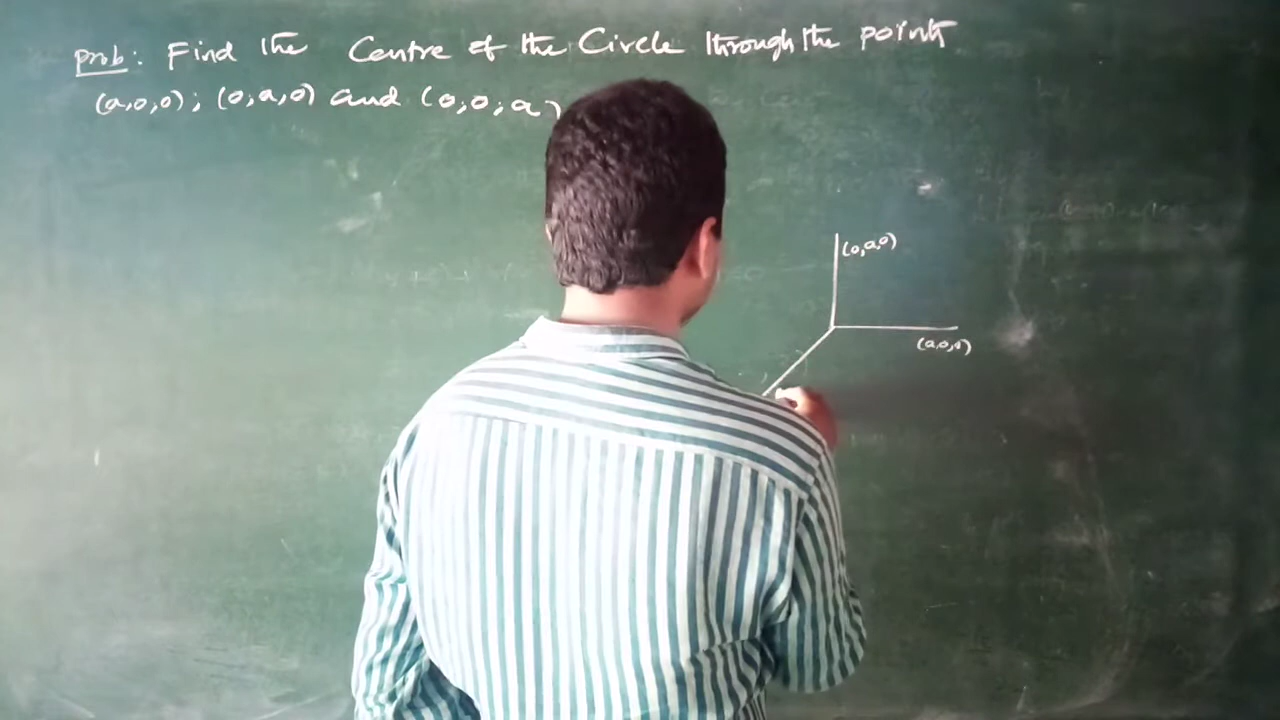 Prob: Find the Centre of the Circle through the points
(a,0,0); (0,a,0) and (0,0,a)
(0,a,0)
(a,0,0)